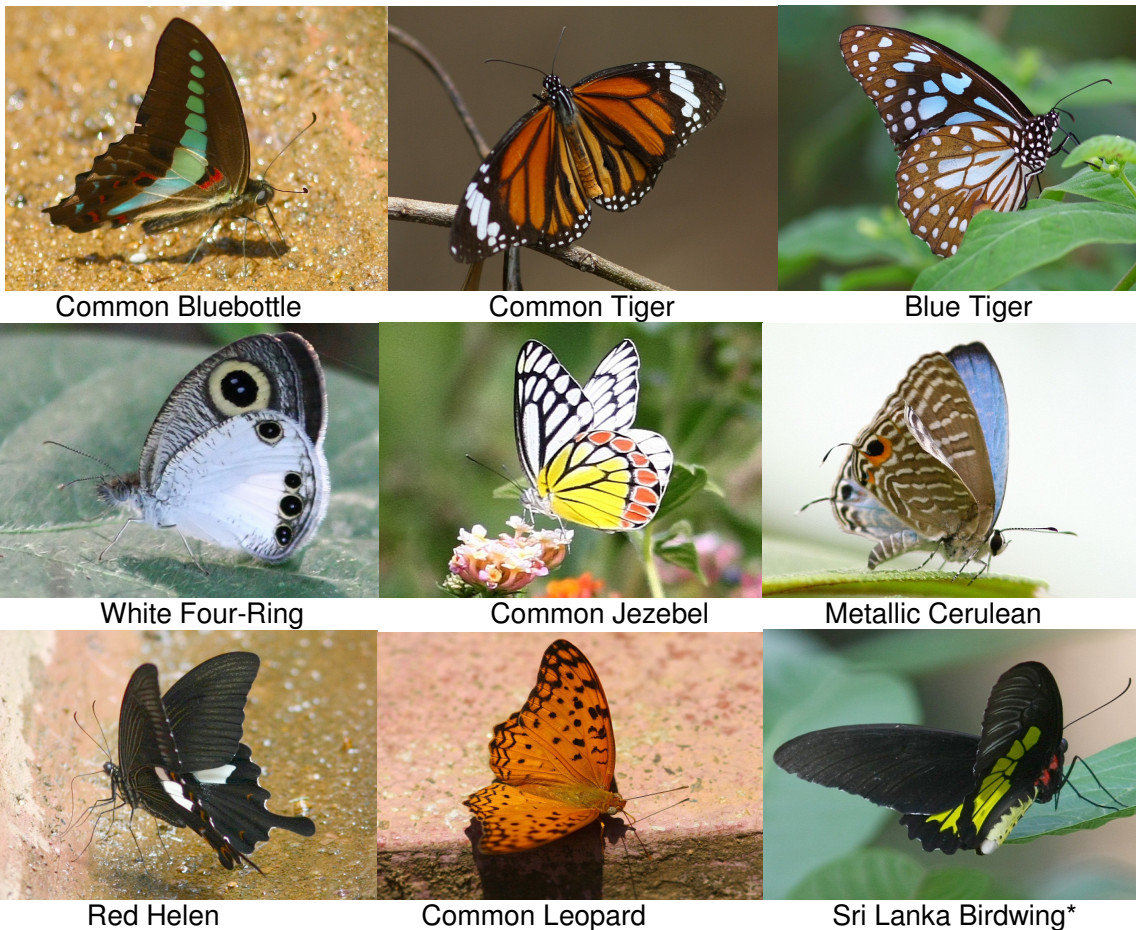 Common Bluebottle
Common Tiger
Blue Tiger
White Four-Ring
Common Jezebel
Metallic Cerulean
Red Helen
Common Leopard
Sri Lanka Birdwing*